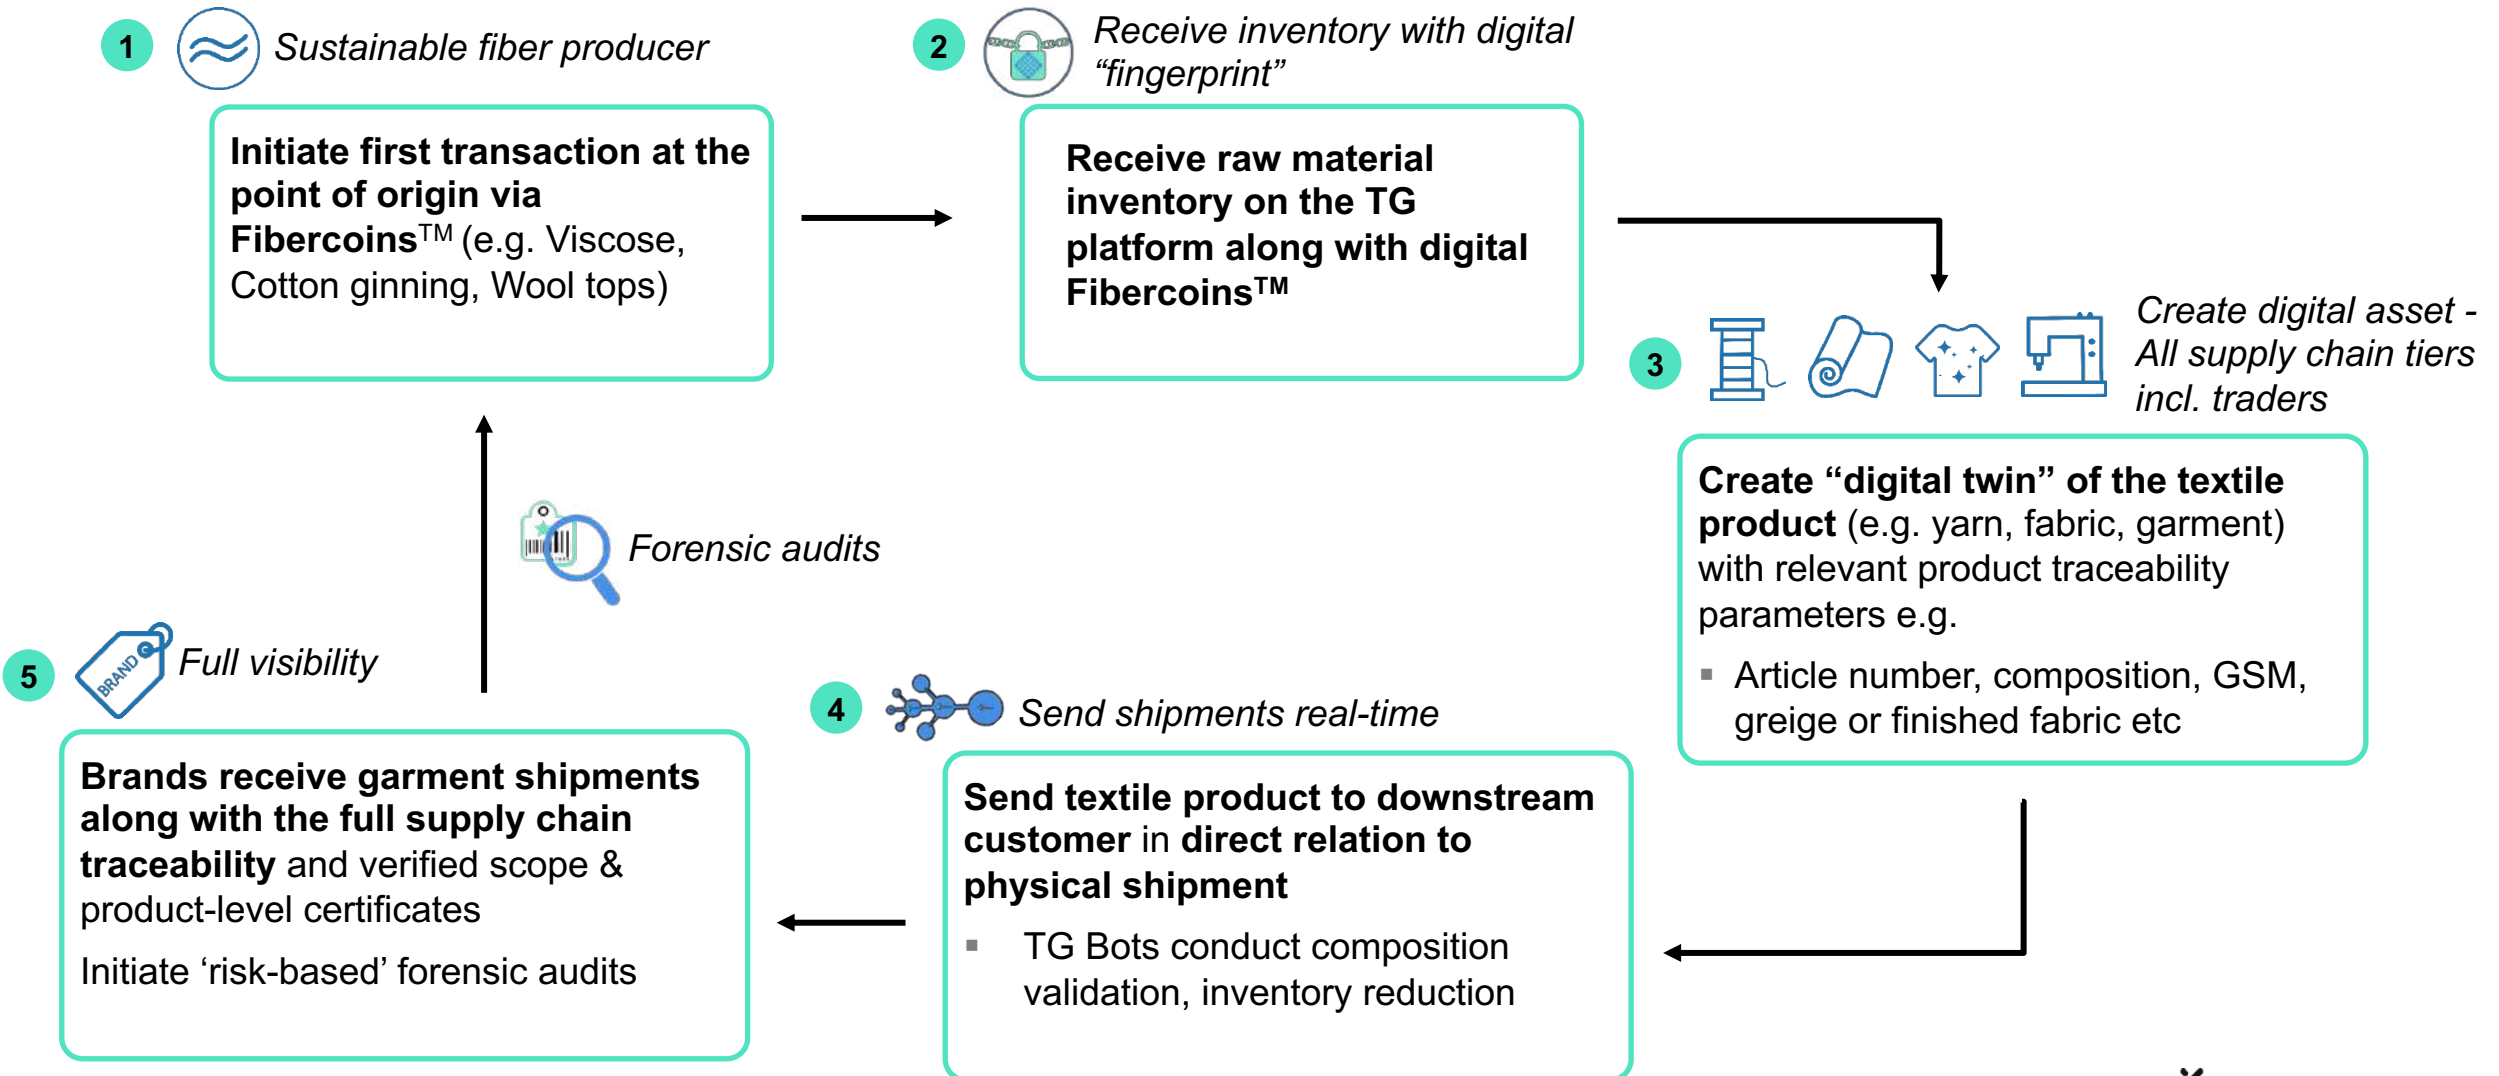 1
Sustainable fiber producer
Initiate first transaction at the
point of origin via
Fibercoins™ (e.g. Viscose,
Cotton ginning, Wool tops)
2
Receive inventory with digital
“fingerprint”
Receive raw material
inventory on the TG
platform along with digital
Fibercoins™
3
Create digital asset -
All supply chain tiers
incl. traders
Create “digital twin” of the textile
product (e.g. yarn, fabric, garment)
with relevant product traceability
parameters e.g.
▪ Article number, composition, GSM,
greige or finished fabric etc
4
Send shipments real-time
Send textile product to downstream
customer in direct relation to
physical shipment
▪ TG Bots conduct composition
validation, inventory reduction
5
BRAND
Full visibility
Brands receive garment shipments
along with the full supply chain
traceability and verified scope &
product-level certificates
Initiate ‘risk-based’ forensic audits
Forensic audits